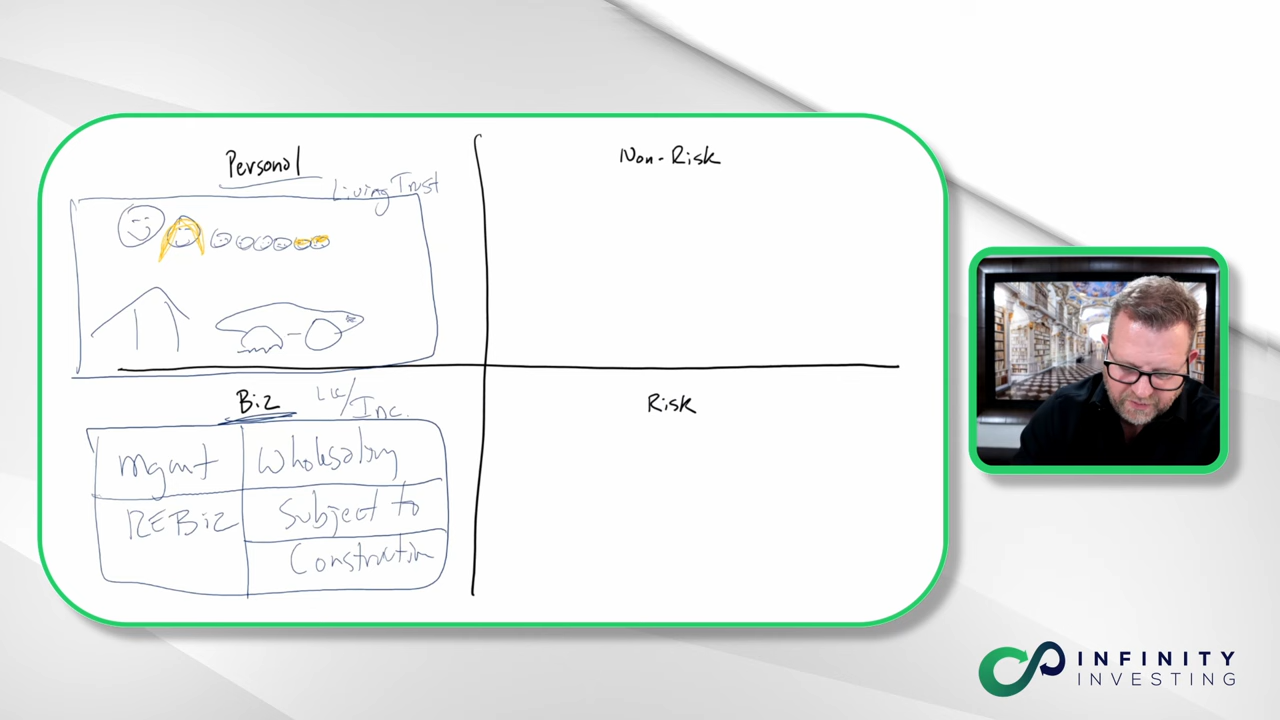 Personal
Living Trust
Non-Risk
Biz
LLC/Inc.
Mgmt
Wholesaling
REBiz
Subject to
Construction
Risk
INFINITY
INVESTING